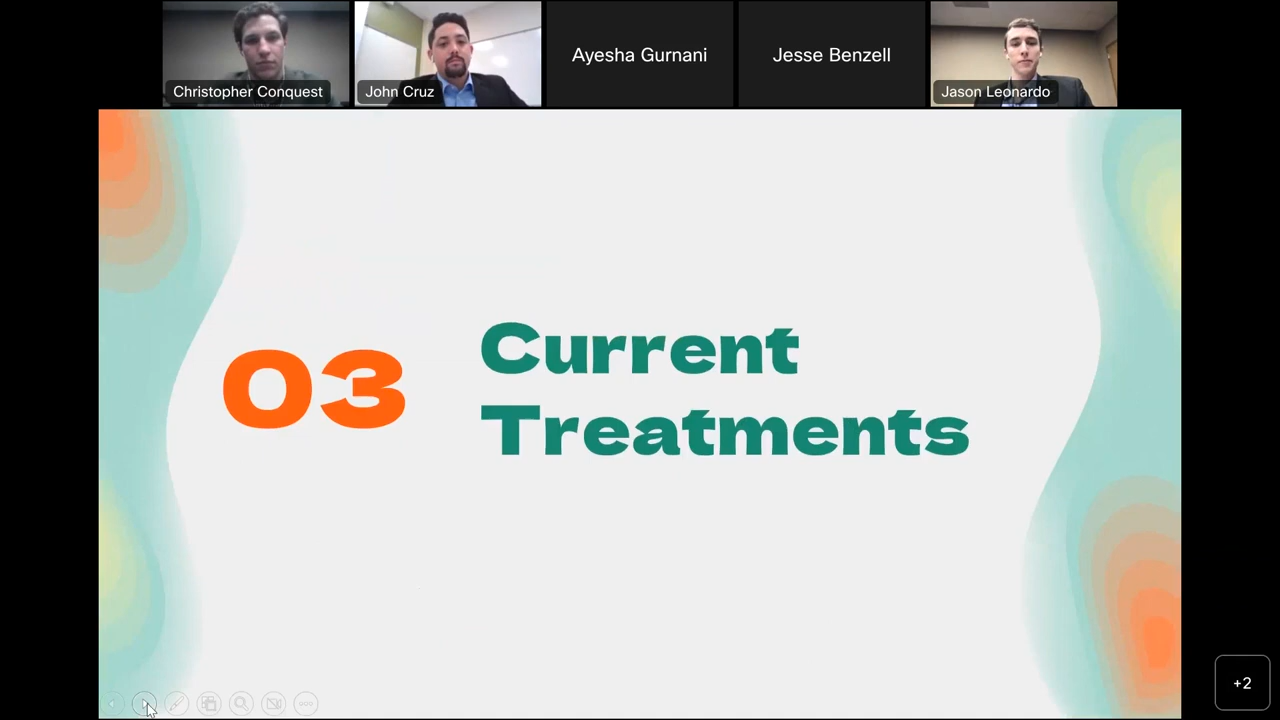 Christopher Conquest
John Cruz
Ayesha Gurnani
Jesse Benzell
Jason Leonardo
03
Current
Treatments
+2